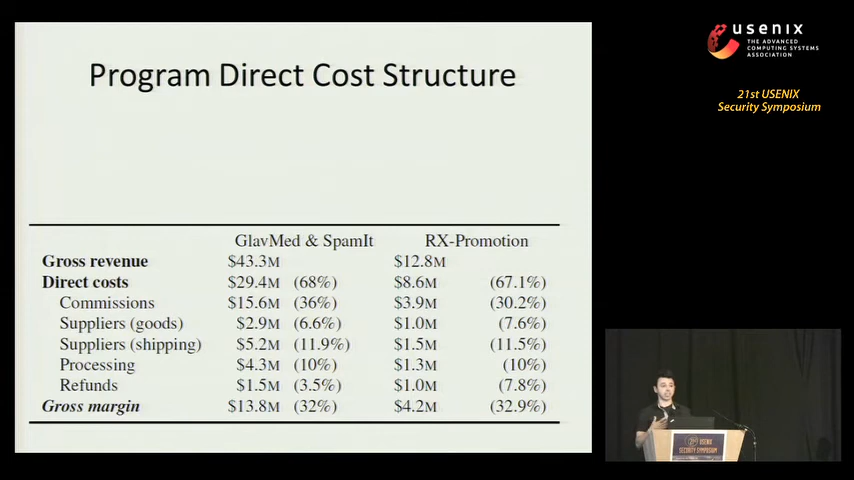 Program Direct Cost Structure
GlavMed & SpamIt RX-Promotion
Gross revenue $43.3M $12.8M
Direct costs $29.4M (68%) $8.6M (67.1%)
Commissions $15.6M (36%) $3.9M (30.2%)
Suppliers (goods) $2.9M (6.6%) $1.0M (7.6%)
Suppliers (shipping) $5.2M (11.9%) $1.5M (11.5%)
Processing $4.3M (10%) $1.3M (10%)
Refunds $1.5M (3.5%) $1.0M (7.8%)
Gross margin $13.8M (32%) $4.2M (32.9%)
usenix
THE ADVANCED
COMPUTING SYSTEMS
ASSOCIATION
21st USENIX
Security Symposium
USENIX
SECURITY SYMPOSIUM